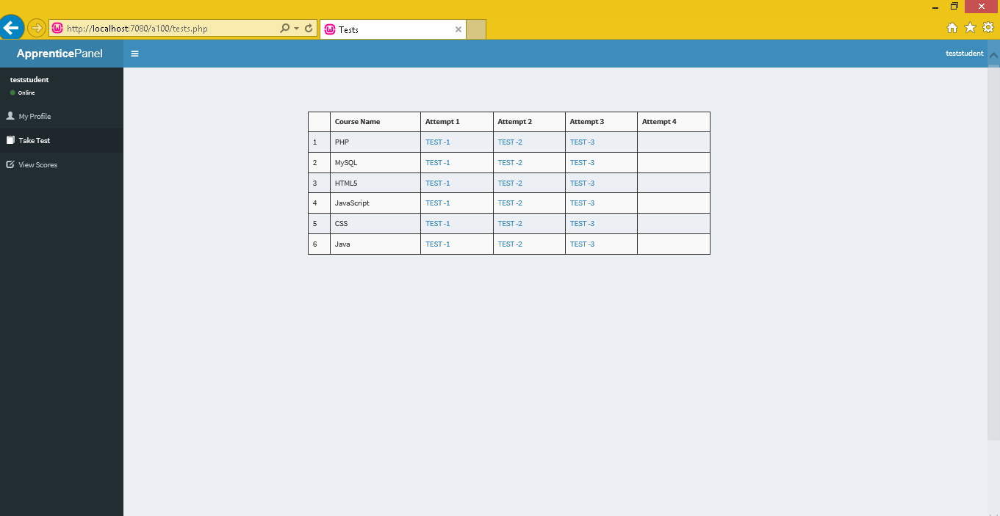 http://localhost:7080/a100/tests.php
Tests
ApprenticePanel
teststudent
teststudent
Online
My Profile
Take Test
View Scores
Course Name Attempt 1 Attempt 2 Attempt 3 Attempt 4
1 PHP TEST -1 TEST -2 TEST -3
2 MySQL TEST -1 TEST -2 TEST -3
3 HTML5 TEST -1 TEST -2 TEST -3
4 JavaScript TEST -1 TEST -2 TEST -3
5 CSS TEST -1 TEST -2 TEST -3
6 Java TEST -1 TEST -2 TEST -3